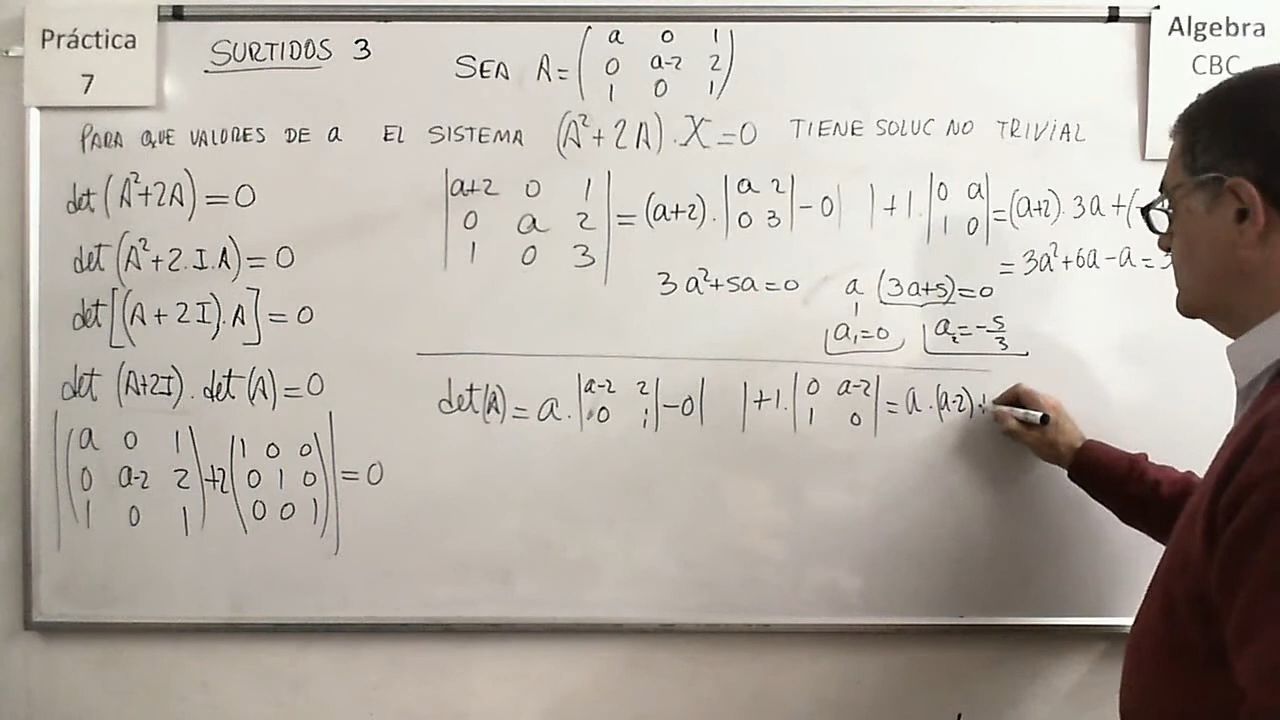 Práctica
7
Algebra
CBC
SURTIDOS 3
SEA A = ( a 0 1
0 a-2 2
1 0 1 )
PARA QUE VALORES DE a EL SISTEMA (A²+2A).X=0 TIENE SOLUC NO TRIVIAL
det(A²+2A)=0
det(A²+2.I.A)=0
det[(A+2I).A]=0
det (A+2I).det(A)=0
|( a 0 1
0 a-2 2
1 0 1 ) +2 ( 1 0 0
0 1 0
0 0 1 )| = 0
| a+2 0 1
0 a 2
1 0 3 | = (a+2). | a 2
0 3 | - 0 | | + 1. | 0 a
1 0 | = (a+2).3a+(-
= 3a²+6a-a=3
3a²+5a=0 a (3a+5)=0
a₁=0 a₂=-5/3
det(A) = a. | a-2 2
0 1 | -0 | | +1. | 0 a-2
1 0 | = a.(a-2)+